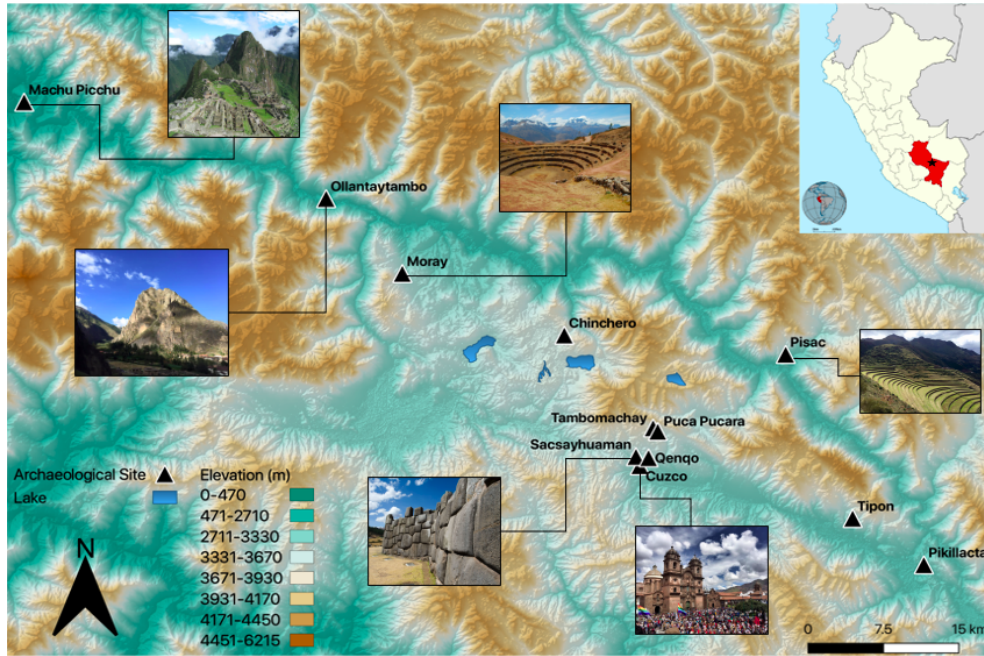 Machu Picchu
Ollantaytambo
Moray
Chinchero
Pisac
Tambomachay
Puca Pucara
Sacsayhuaman
Qenqo
Cuzco
Tipon
Pikillacta
Archaeological Site
Lake
Elevation (m)
0-470
471-2710
2711-3330
3331-3670
3671-3930
3931-4170
4171-4450
4451-6215
N
0 7.5 15 km